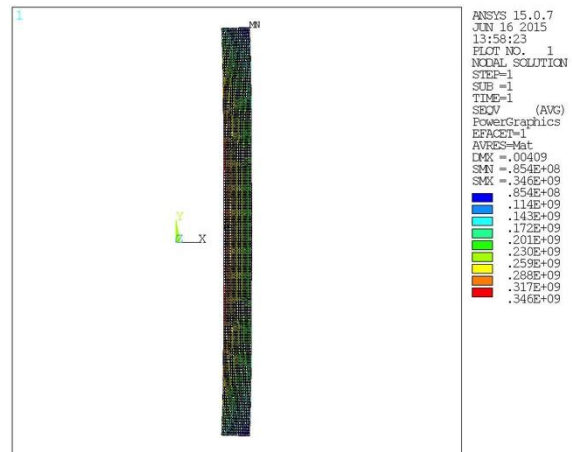 1
MN
Y
Z X
ANSYS 15.0.7
JUN 16 2015
13:58:23
PLOT NO. 1
NODAL SOLUTION
STEP=1
SUB =1
TIME=1
SEQV (AVG)
PowerGraphics
EFACET=1
AVRES=Mat
DMX =.00409
SMN =.854E+08
SMX =.346E+09
.854E+08
.114E+09
.143E+09
.172E+09
.201E+09
.230E+09
.259E+09
.288E+09
.317E+09
.346E+09